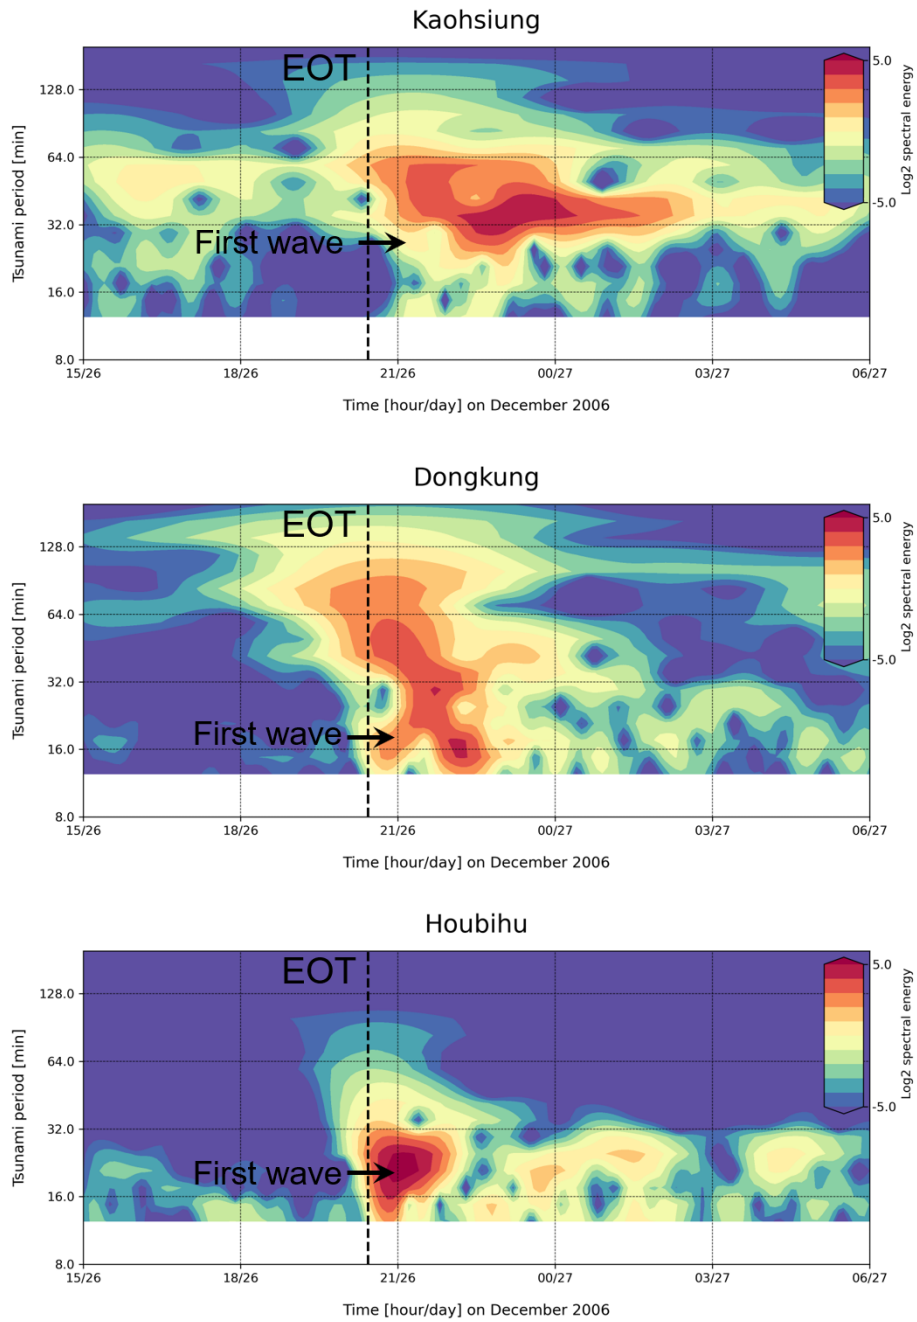 Kaohsiung
EOT
First wave
128.0
64.0
32.0
16.0
8.0
Tsunami period [min]
15/26
18/26
21/26
00/27
03/27
06/27
Time [hour/day] on December 2006
5.0
-5.0
Log2 spectral energy
Dongkung
EOT
First wave
128.0
64.0
32.0
16.0
8.0
Tsunami period [min]
15/26
18/26
21/26
00/27
03/27
06/27
Time [hour/day] on December 2006
5.0
-5.0
Log2 spectral energy
Houbihu
EOT
First wave
128.0
64.0
32.0
16.0
8.0
Tsunami period [min]
15/26
18/26
21/26
00/27
03/27
06/27
Time [hour/day] on December 2006
5.0
-5.0
Log2 spectral energy